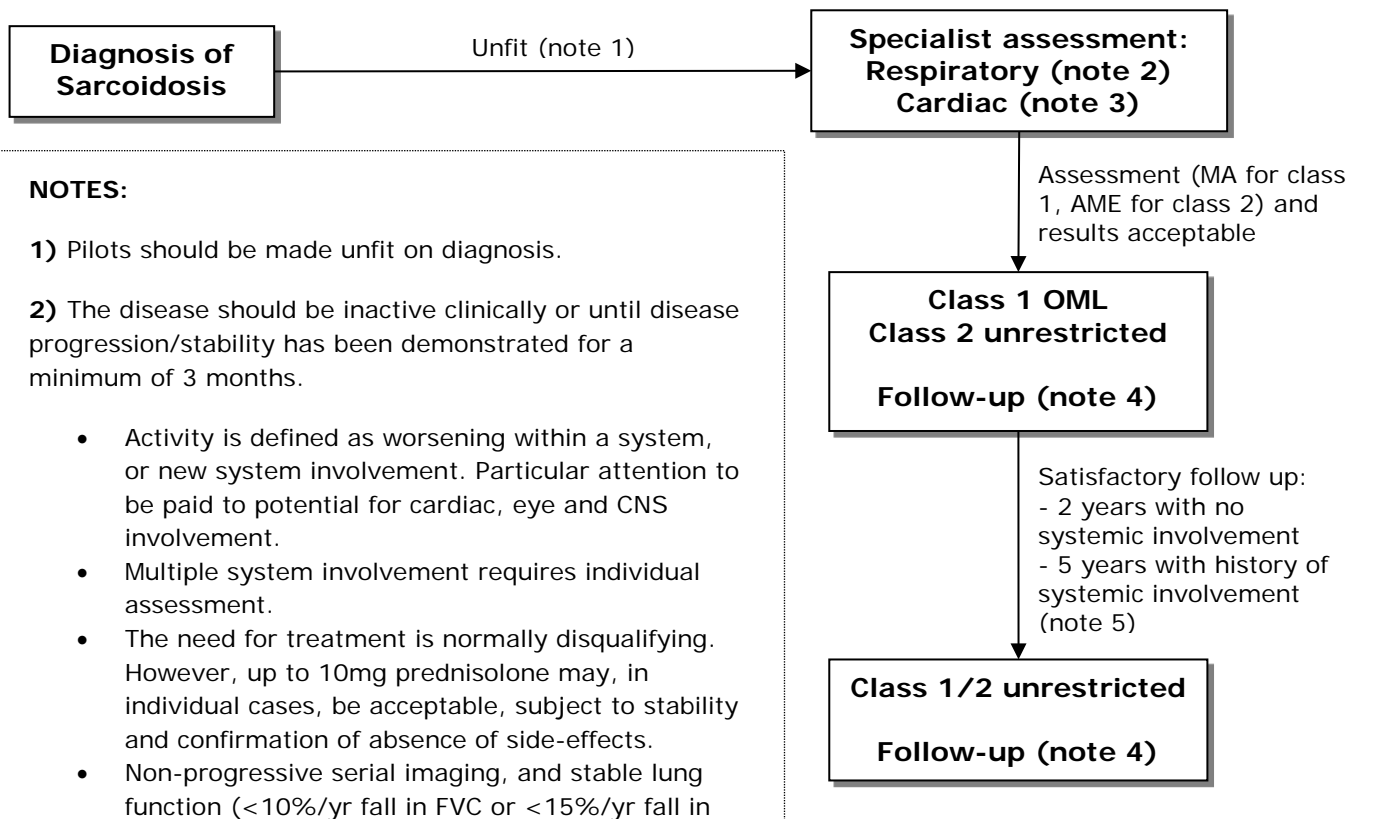 Diagnosis of
Sarcoidosis
Unfit (note 1)
Specialist assessment:
Respiratory (note 2)
Cardiac (note 3)
Assessment (MA for class
1, AME for class 2) and
results acceptable
Class 1 OML
Class 2 unrestricted
Follow-up (note 4)
Satisfactory follow up:
- 2 years with no
systemic involvement
- 5 years with history of
systemic involvement
(note 5)
Class 1/2 unrestricted
Follow-up (note 4)
NOTES:
1) Pilots should be made unfit on diagnosis.
2) The disease should be inactive clinically or until disease
progression/stability has been demonstrated for a
minimum of 3 months.
• Activity is defined as worsening within a system,
or new system involvement. Particular attention to
be paid to potential for cardiac, eye and CNS
involvement.
• Multiple system involvement requires individual
assessment.
• The need for treatment is normally disqualifying.
However, up to 10mg prednisolone may, in
individual cases, be acceptable, subject to stability
and confirmation of absence of side-effects.
• Non-progressive serial imaging, and stable lung
function (<10%/yr fall in FVC or <15%/yr fall in